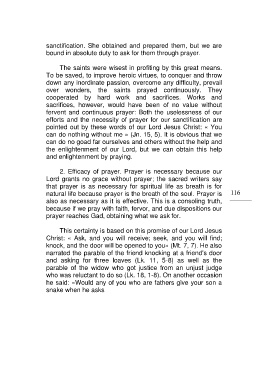 sanctification. She obtained and prepared them, but we are
bound in absolute duty to ask for them through prayer.
The saints were wisest in profiting by this great means.
To be saved, to improve heroic virtues, to conquer and throw
down any inordinate passion, overcome any difficulty, prevail
over wonders, the saints prayed continuously. They
cooperated by hard work and sacrifices. Works and
sacrifices, however, would have been of no value without
fervent and continuous prayer: Both the uselessness of our
efforts and the necessity of prayer for our sanctification are
pointed out by these words of our Lord Jesus Christ: « You
can do nothing without me » (Jn. 15, 5). It is obvious that we
can do no goad far ourselves and others without the help and
the enlightenment of our Lord, but we can obtain this help
and enlightenment by praying.
2. Efficacy of prayer. Prayer is necessary because our
Lord grants no grace without prayer; the sacred writers say
that prayer is as necessary for spiritual life as breath is for
natural life because prayer is the breath of the soul. Prayer is
also as necessary as it is effective. This is a consoling truth,
because if we pray with faith, fervor, and due dispositions our
prayer reaches Gad, obtaining what we ask for.
116
This certainty is based on this promise of our Lord Jesus
Christ: « Ask, and you will receive; seek, and you will find;
knock, and the door will be opened to you» (Mt. 7, 7). He also
narrated the parable of the friend knocking at a friend's door
and asking for three loaves (Lk. 11, 5-8) as well as the
parable of the widow who got justice from an unjust judge
who was reluctant to do so (Lk. 18, 1-8). On another occasion
he said: «Would any of you who are fathers give your son a
snake when he asks